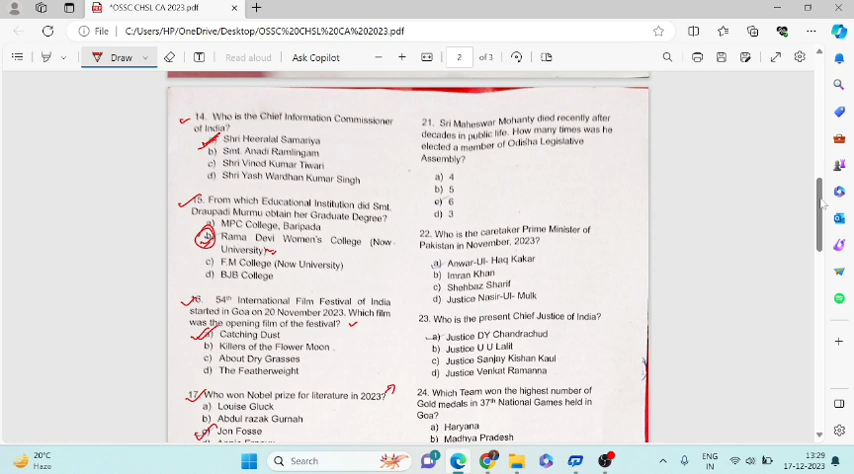 *OSSC CHSL CA%202023.pdf
File
C:/Users/HP/OneDrive/Desktop/OSSC%20CHSL%20CA%202023.pdf
Draw
Read aloud
Ask Copilot
2
of 3
14. Who is the Chief Information Commissioner
of India?
Shri Heeralal Samariya
b) Smt. Anadi Ramlingam
c) Shri Vinod Kumar Tiwari
d) Shri Yash Wardhan Kumar Singh
15. From which Educational Institution did Smt.
Draupadi Murmu obtain her Graduate Degree?
a) MPC College, Baripada
b) Rama Devi Women's College (Now
University)
c) F.M College (Now University)
d) BJB College
16. 54th International Film Festival of India
started in Goa on 20 November 2023. Which film
was the opening film of the festival?
a) Catching Dust
b) Killers of the Flower Moon
c) About Dry Grasses
d) The Featherweight
17. Who won Nobel prize for literature in 2023?
a) Louise Gluck
b) Abdul razak Gurnah
c) Jon Fosse
21. Sri Maheswar Mohanty died recently after
decades in public life. How many times was he
elected a member of Odisha Legislative
Assembly?
a) 4
b) 5
c) 6
d) 3
22. Who is the caretaker Prime Minister of
Pakistan in November, 2023?
a) Anwar-Ul- Haq Kakar
b) Imran Khan
c) Shehbaz Sharif
d) Justice Nasir-Ul- Mulk
23. Who is the present Chief Justice of India?
a) Justice DY Chandrachud
b) Justice U U Lalit
c) Justice Sanjay Kishan Kaul
d) Justice Venkat Ramanna
24. Which Team won the highest number of
Gold medals in 37th National Games held in
Goa?
a) Haryana
b) Madhya Pradesh
20°C
Haze
Search
ENG
IN
13:29
17-12-2023